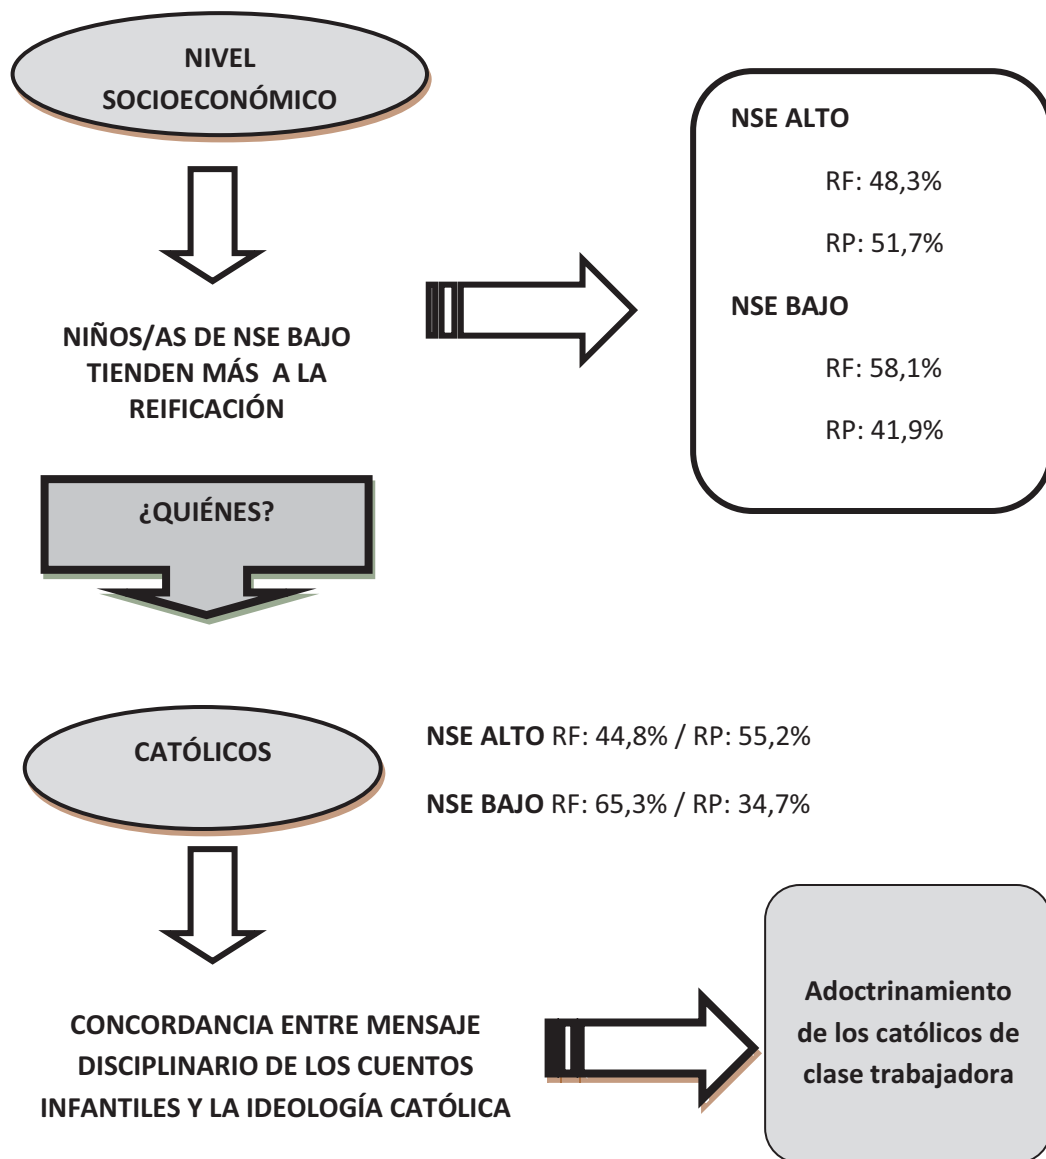 NIVEL
SOCIOECONÓMICO
NSE ALTO
RF: 48,3%
RP: 51,7%
NSE BAJO
RF: 58,1%
RP: 41,9%
NIÑOS/AS DE NSE BAJO
TIENDEN MÁS A LA
REIFICACIÓN
¿QUIÉNES?
CATÓLICOS
NSE ALTO RF: 44,8% / RP: 55,2%
NSE BAJO RF: 65,3% / RP: 34,7%
CONCORDANCIA ENTRE MENSAJE
DISCIPLINARIO DE LOS CUENTOS
INFANTILES Y LA IDEOLOGÍA CATÓLICA
Adoctrinamiento
de los católicos de
clase trabajadora